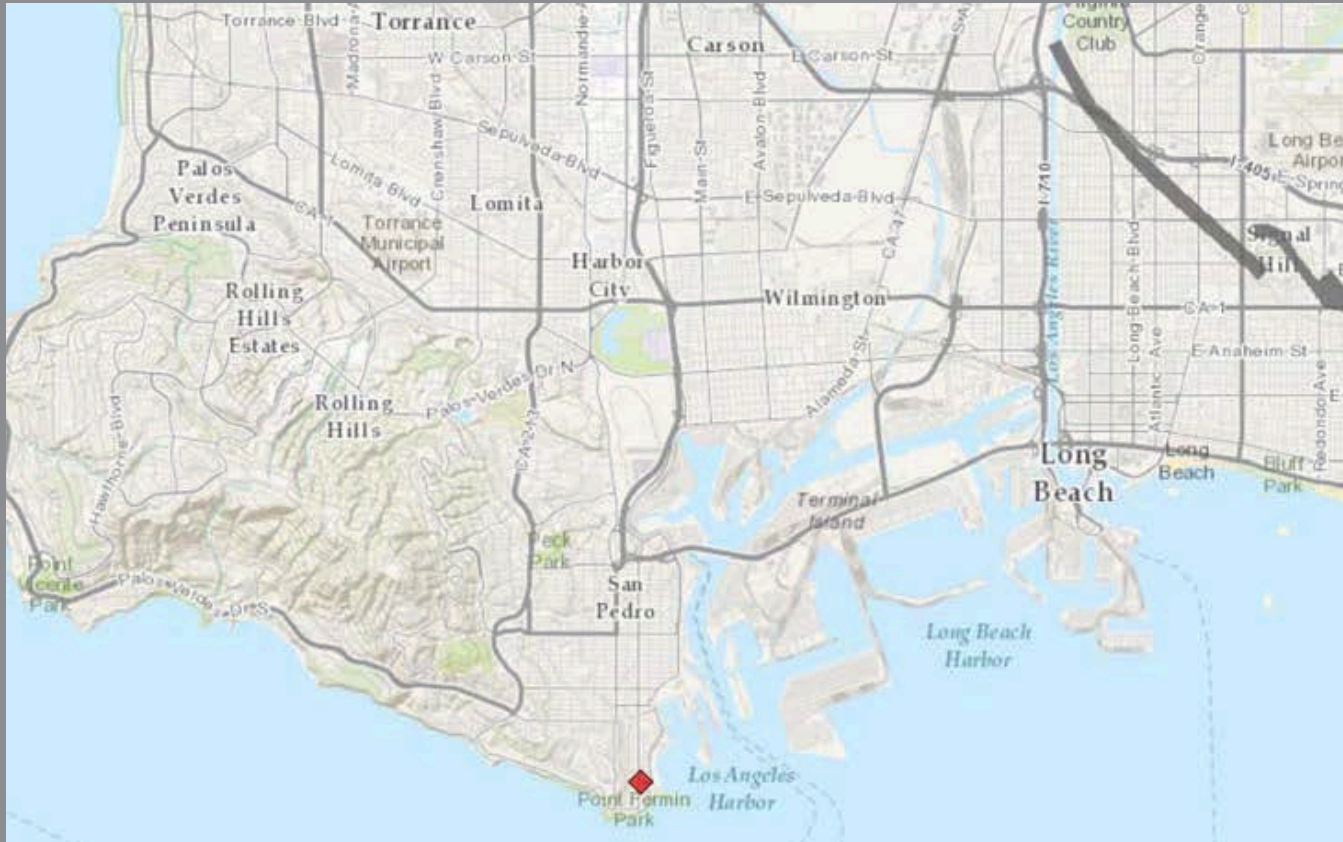 Torrance Blvd
Torrance
Madrona-A
W Carson St
Crenshaw Blvd
Normandie-A
Figueroa-St
Carson
E-Carson-St
Main-St
Avalon-Blvd
S-A
Virginia
Country
Club
Orange
Long Be
Airpor
I-405
E-Sprin
Sepulveda-Blvd
Lomita-Blvd
E-Sepulveda-Blvd
Palos
Verdes
Peninsula
CA-1
Lomita
Torrance
Municipal
Airport
CA-47
I-710
Los Angeles River
Long-Beach-Blvd
Signal
Hill
Harbor
City
Wilmington
CA-1
Rolling
Hills
Estates
E-Anaheim-St
Atlantic Ave
Redondo Ave
Alameda-St
Palos-Verdes Dr N
Rolling
Hills
CA-213
Hawthorne-Blvd
Long
Beach
Long
Beach
Bluff
Park
Terminal
Island
Peck
Park
Point
Vicente
Park
Palos-Verdes-Dr S
San
Pedro
Long Beach
Harbor
Los Angeles
Harbor
Point Fermin
Park